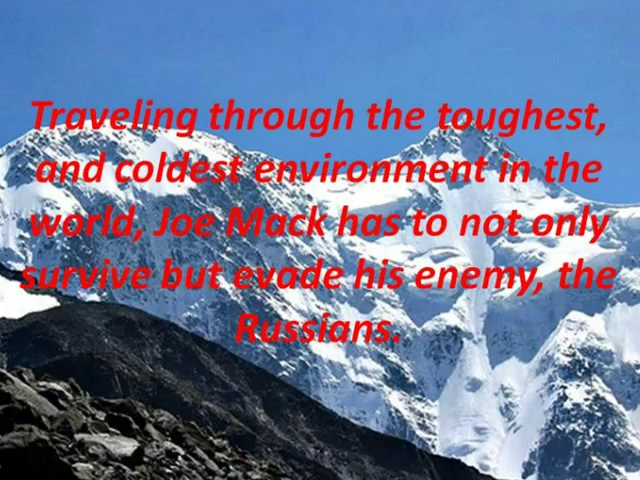 Traveling through the toughest,
and coldest environment in the
world, Joe Mack has to not only
survive but evade his enemy, the
Russians.